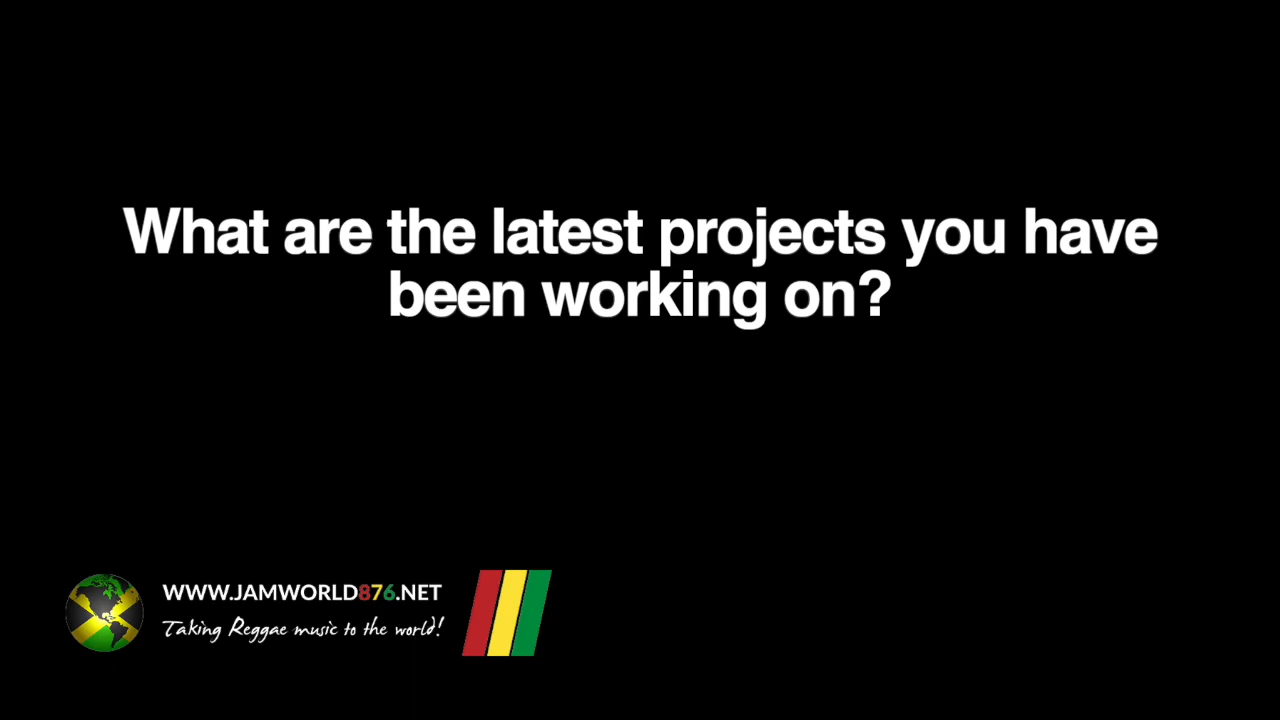 What are the latest projects you have
been working on?
WWW.JAMWORLD876.NET
Taking Reggae music to the world!